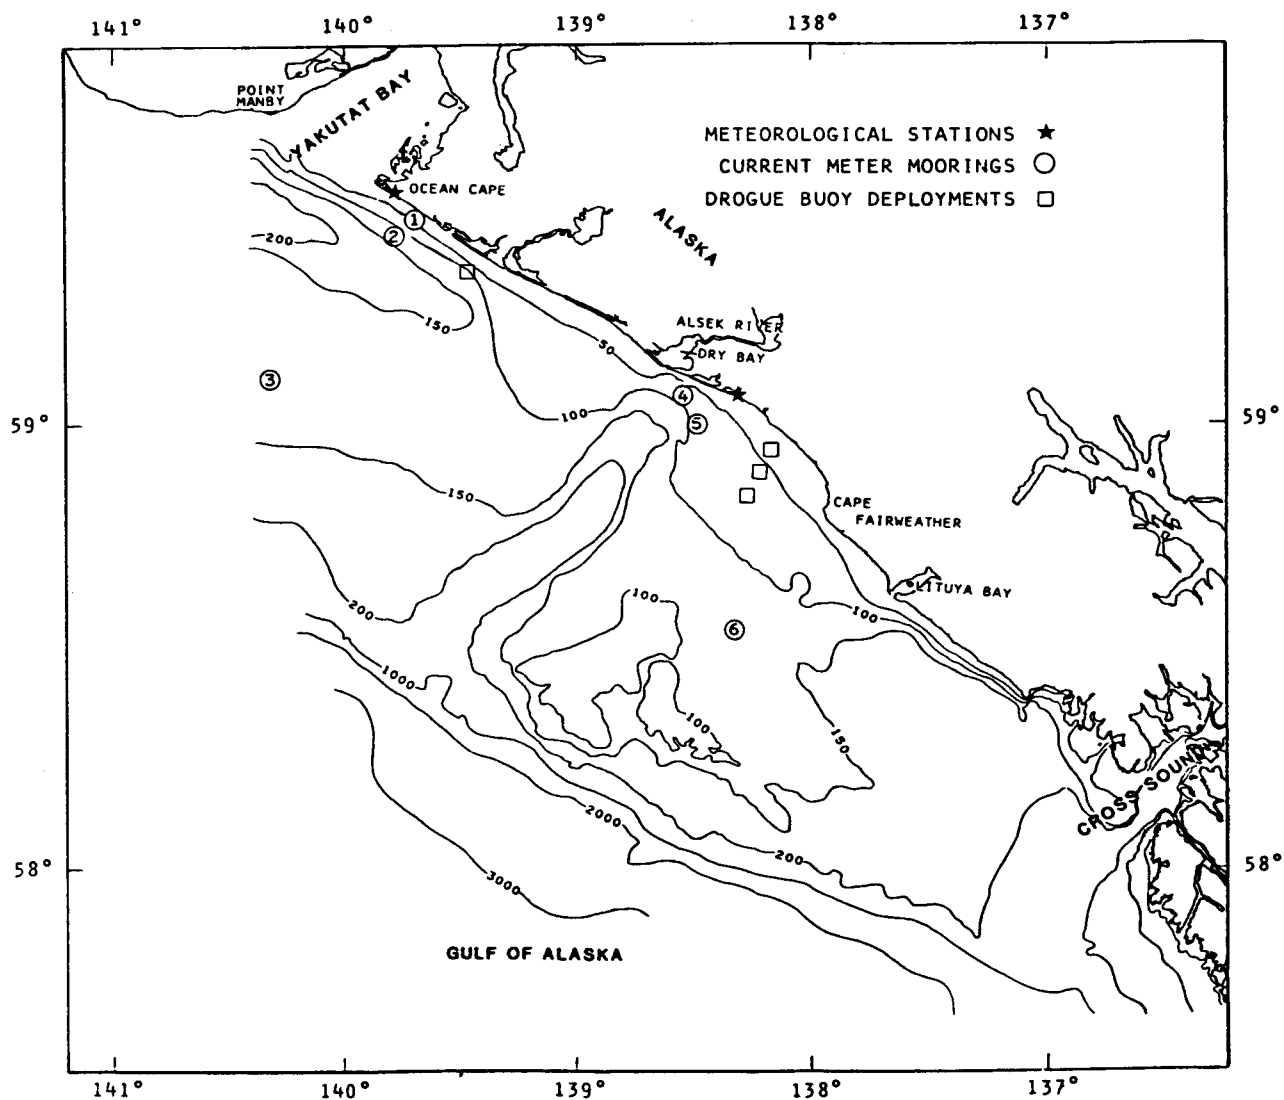 141°
140°
139°
138°
137°
POINT
MANBY
YAKUTAT BAY
METEOROLOGICAL STATIONS
CURRENT METER MOORINGS
DROGUE BUOY DEPLOYMENTS
OCEAN CAPE
1
2
200
ALASKA
150
ALSEK RIVER
50
DRY BAY
3
4
100
5
59°
59°
150
CAPE
FAIRWEATHER
200
100
LITUYA BAY
100
6
1000
100
150
CROSS SOUND
2000
200
58°
58°
3000
GULF OF ALASKA
141°
140°
139°
138°
137°